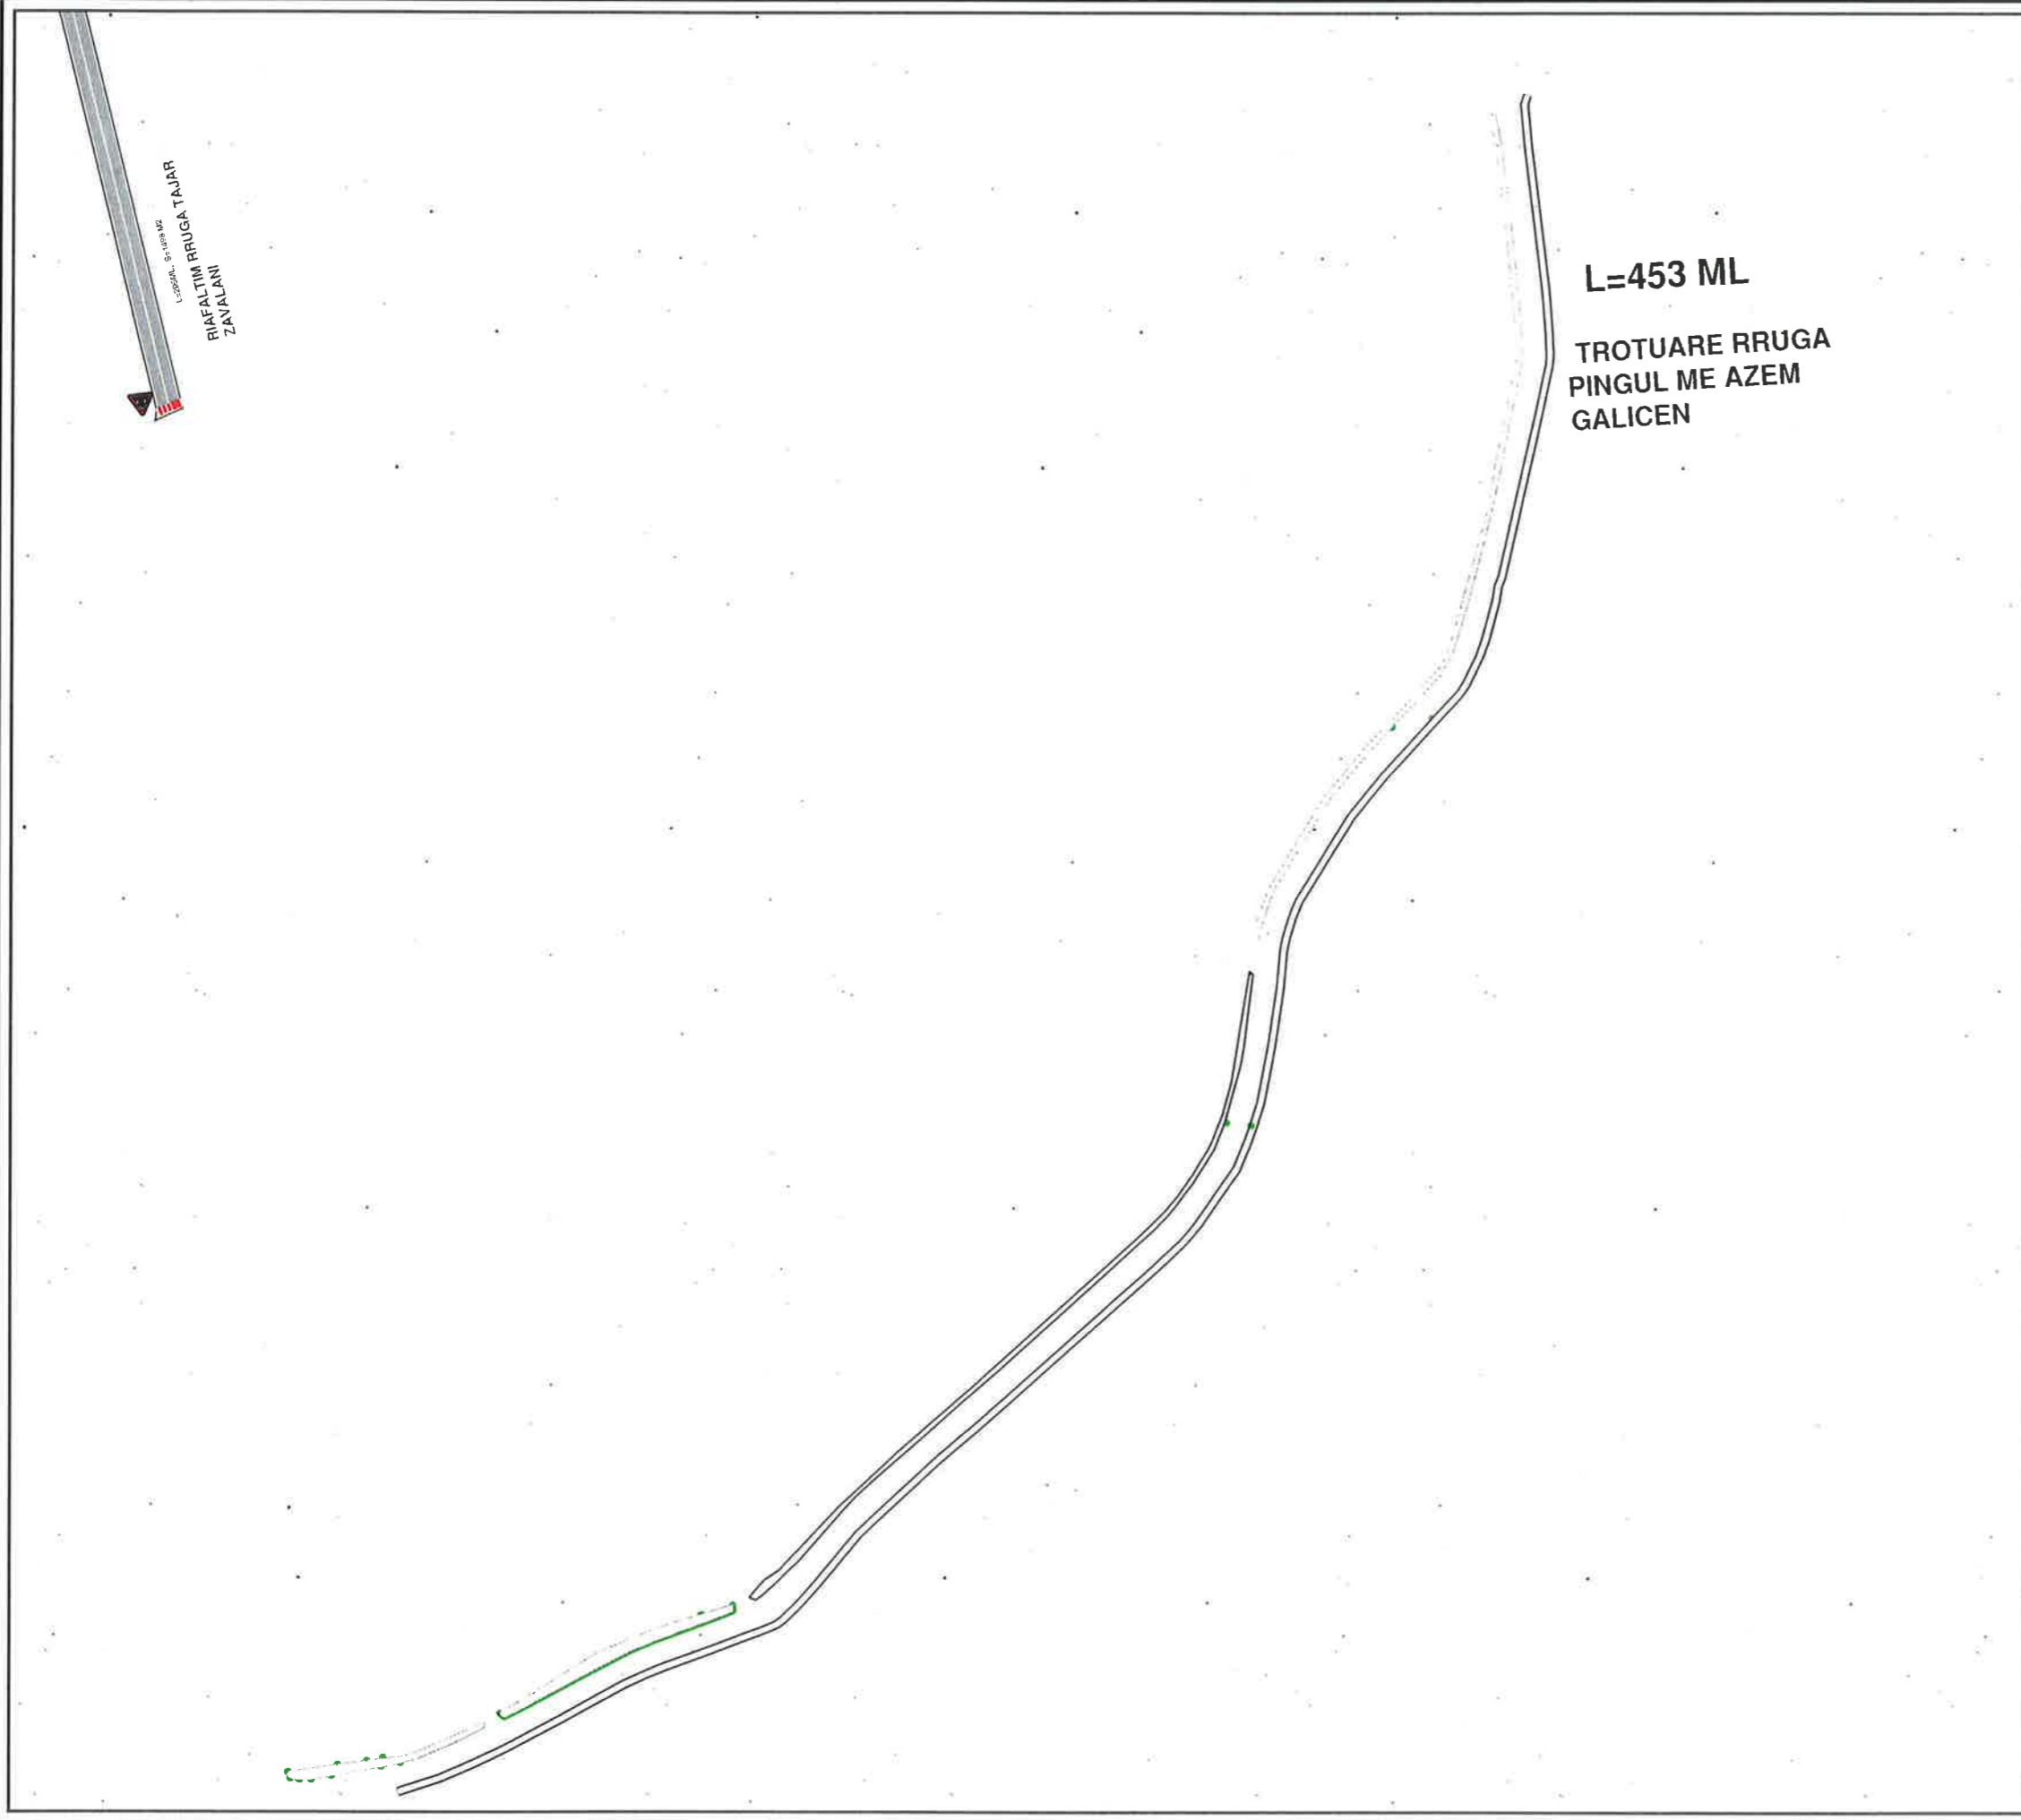 RIAFALTIM RRUGA TAJAR
ZAVALANI
L=453 ML
TROTUARE RRUGA
PINGUL ME AZEM
GALICEN